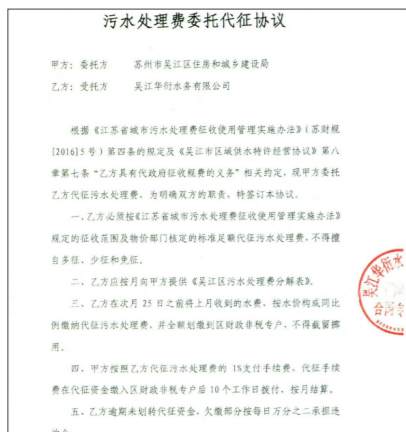 污水处理费委托代征协议
甲方：委托方 苏州市吴江区住房和城乡建设局
乙方：受托方 吴江华衍水务有限公司
根据《江苏省城市污水处理费征收使用管理实施办法》（苏财规
[2016]5号）第四条的规定及《吴江市区域供水特许经营协议》第八
章第七条“乙方具有代政府征收规费的义务”相关约定，现甲方委托
乙方代征污水处理费，为明确双方的职责，特签订本协议。
一、乙方必须按《江苏省城市污水处理费征收使用管理实施办法》
规定的征收范围及物价部门核定的标准足额代征污水处理费，不得擅
自多征、少征和免征。
二、乙方应按月向甲方提供《吴江区污水处理费分解表》。
三、乙方在次月25日之前将上月收到的水费，按水价构成同比
例缴纳代征污水处理费，并全额划缴到区财政非税专户，不得截留挪
用。
四、甲方按照乙方代征污水处理费的1%支付手续费，代征手续
费在代征资金缴入区财政非税专户后10个工作日拨付，按月结算。
五、乙方逾期未划转代征资金，欠缴部分按每日万分之二承担违
吴江华衍水
合同专